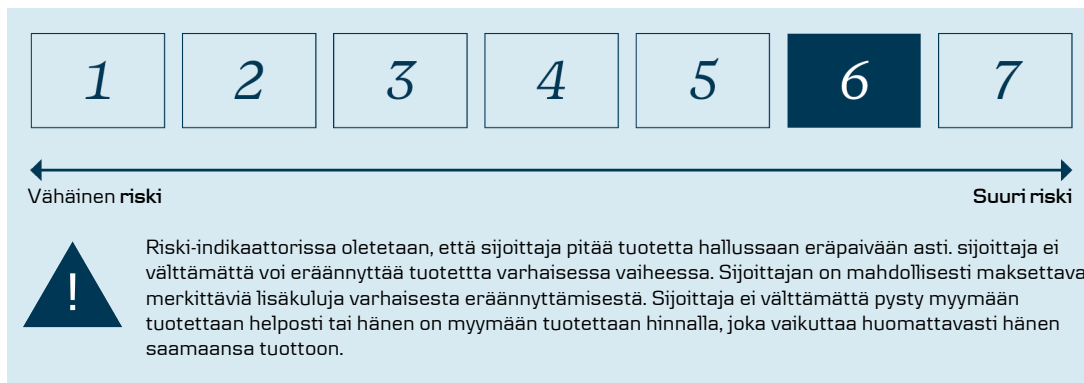 1 2 3 4 5 6 7
Vähäinen riski Suuri riski
!
Riski-indikaattorissa oletetaan, että sijoittaja pitää tuotetta hallussaan eräpaivään asti. sijoittaja ei
välttämättä voi eräännyttää tuotettta varhaisessa vaiheessa. Sijoittajan on mahdollisesti maksettava
merkittäviä lisäkuluja varhaisesta eräännyttämisestä. Sijoittaja ei välttämättä pysty myymään
tuotettaan helposti tai hänen on myymään tuotettaan hinnalla, joka vaikuttaa huomattavasti hänen
saamaansa tuottoon.